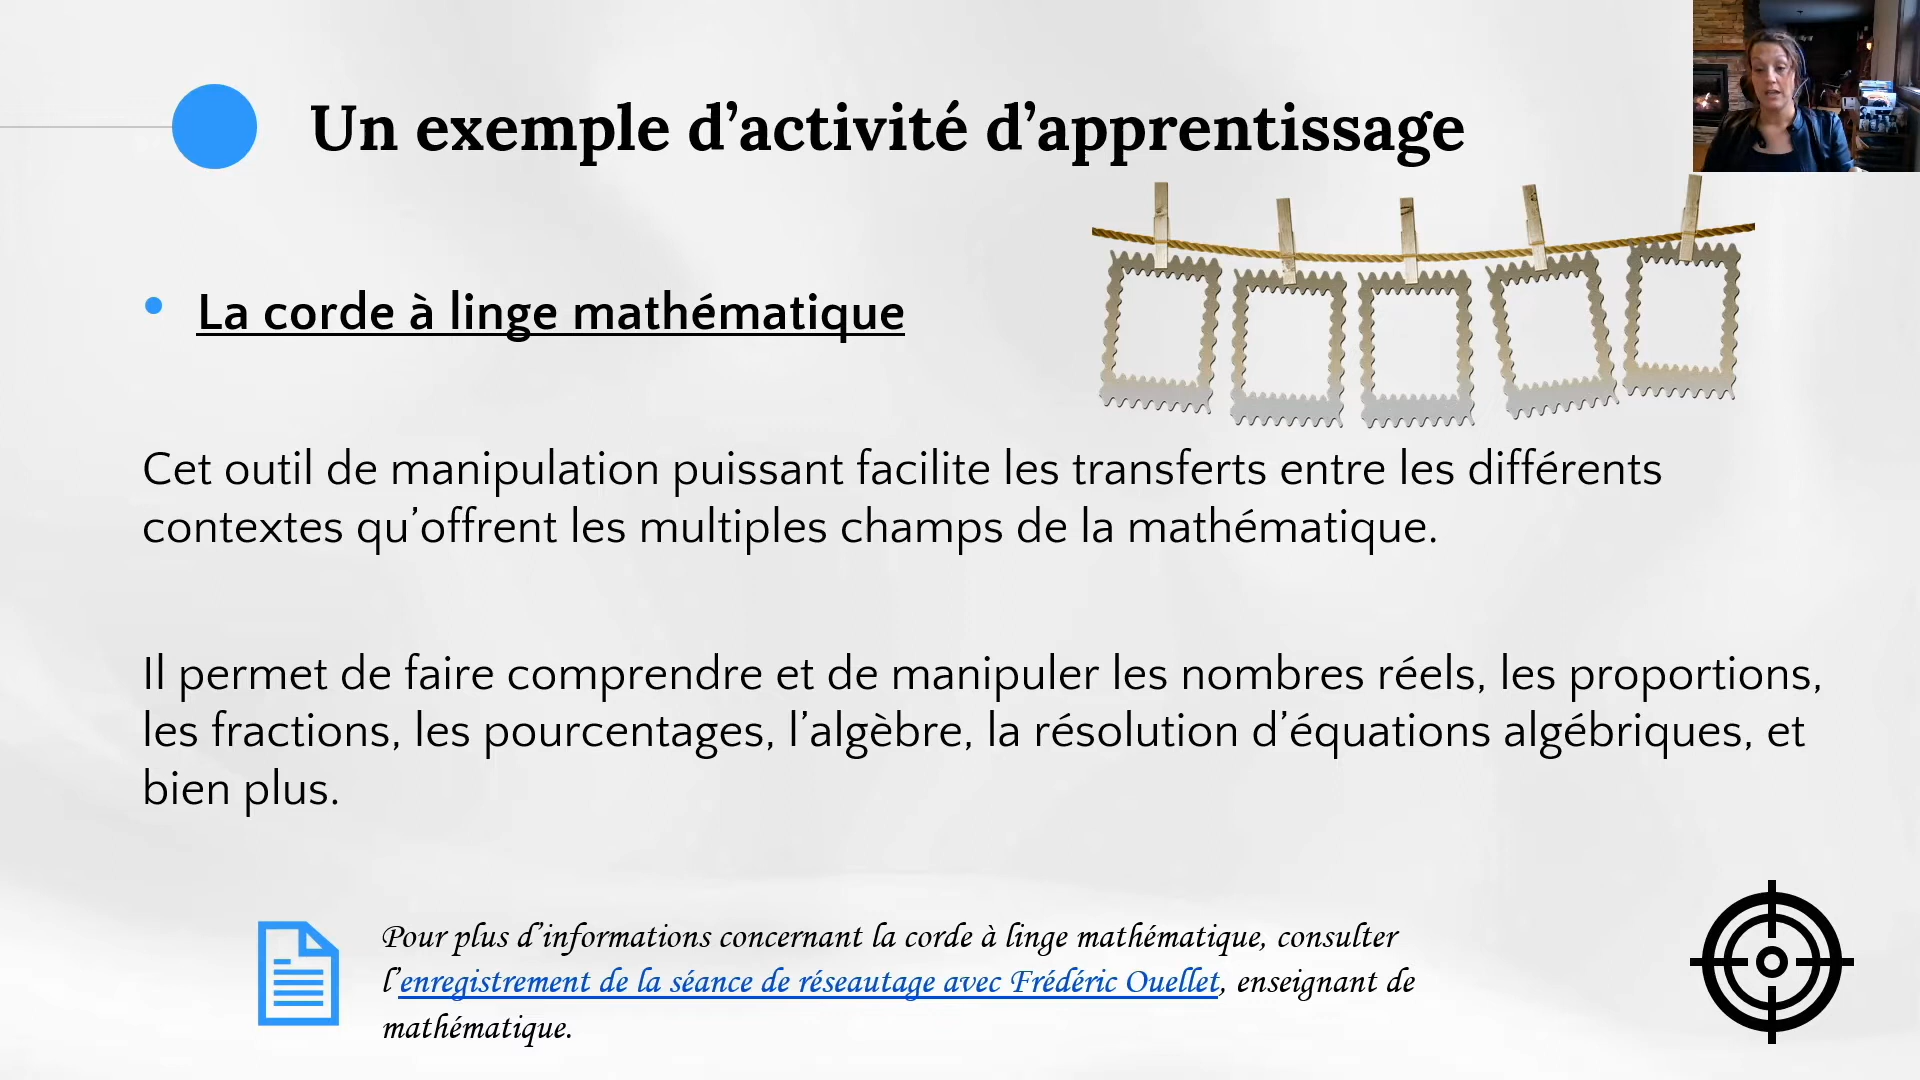 Un exemple d’activité d’apprentissage
La corde à linge mathématique
Cet outil de manipulation puissant facilite les transferts entre les différents
contextes qu’offrent les multiples champs de la mathématique.
Il permet de faire comprendre et de manipuler les nombres réels, les proportions,
les fractions, les pourcentages, l’algèbre, la résolution d’équations algébriques, et
bien plus.
Pour plus d’informations concernant la corde à linge mathématique, consulter
l’enregistrement de la séance de réseautage avec Frédéric Ouellet, enseignant de
mathématique.